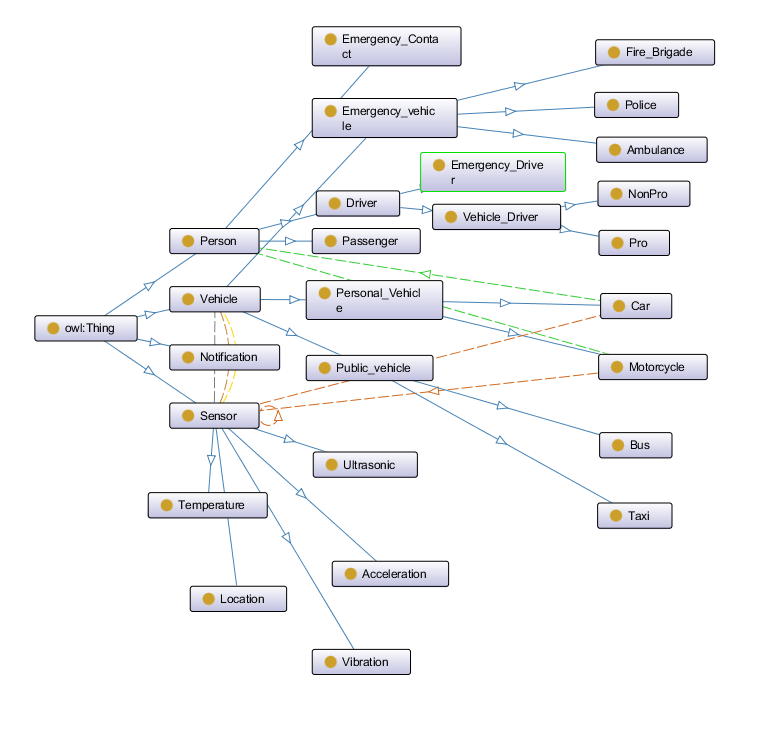 Emergency_Conta
ct
Fire_Brigade
Emergency_vehic
le
Police
Ambulance
Emergency_Drive
r
NonPro
Driver
Vehicle_Driver
Person
Passenger
Pro
Vehicle
Personal_Vehicl
e
Car
owl:Thing
Notification
Public_vehicle
Motorcycle
Sensor
Bus
Ultrasonic
Temperature
Taxi
Acceleration
Location
Vibration